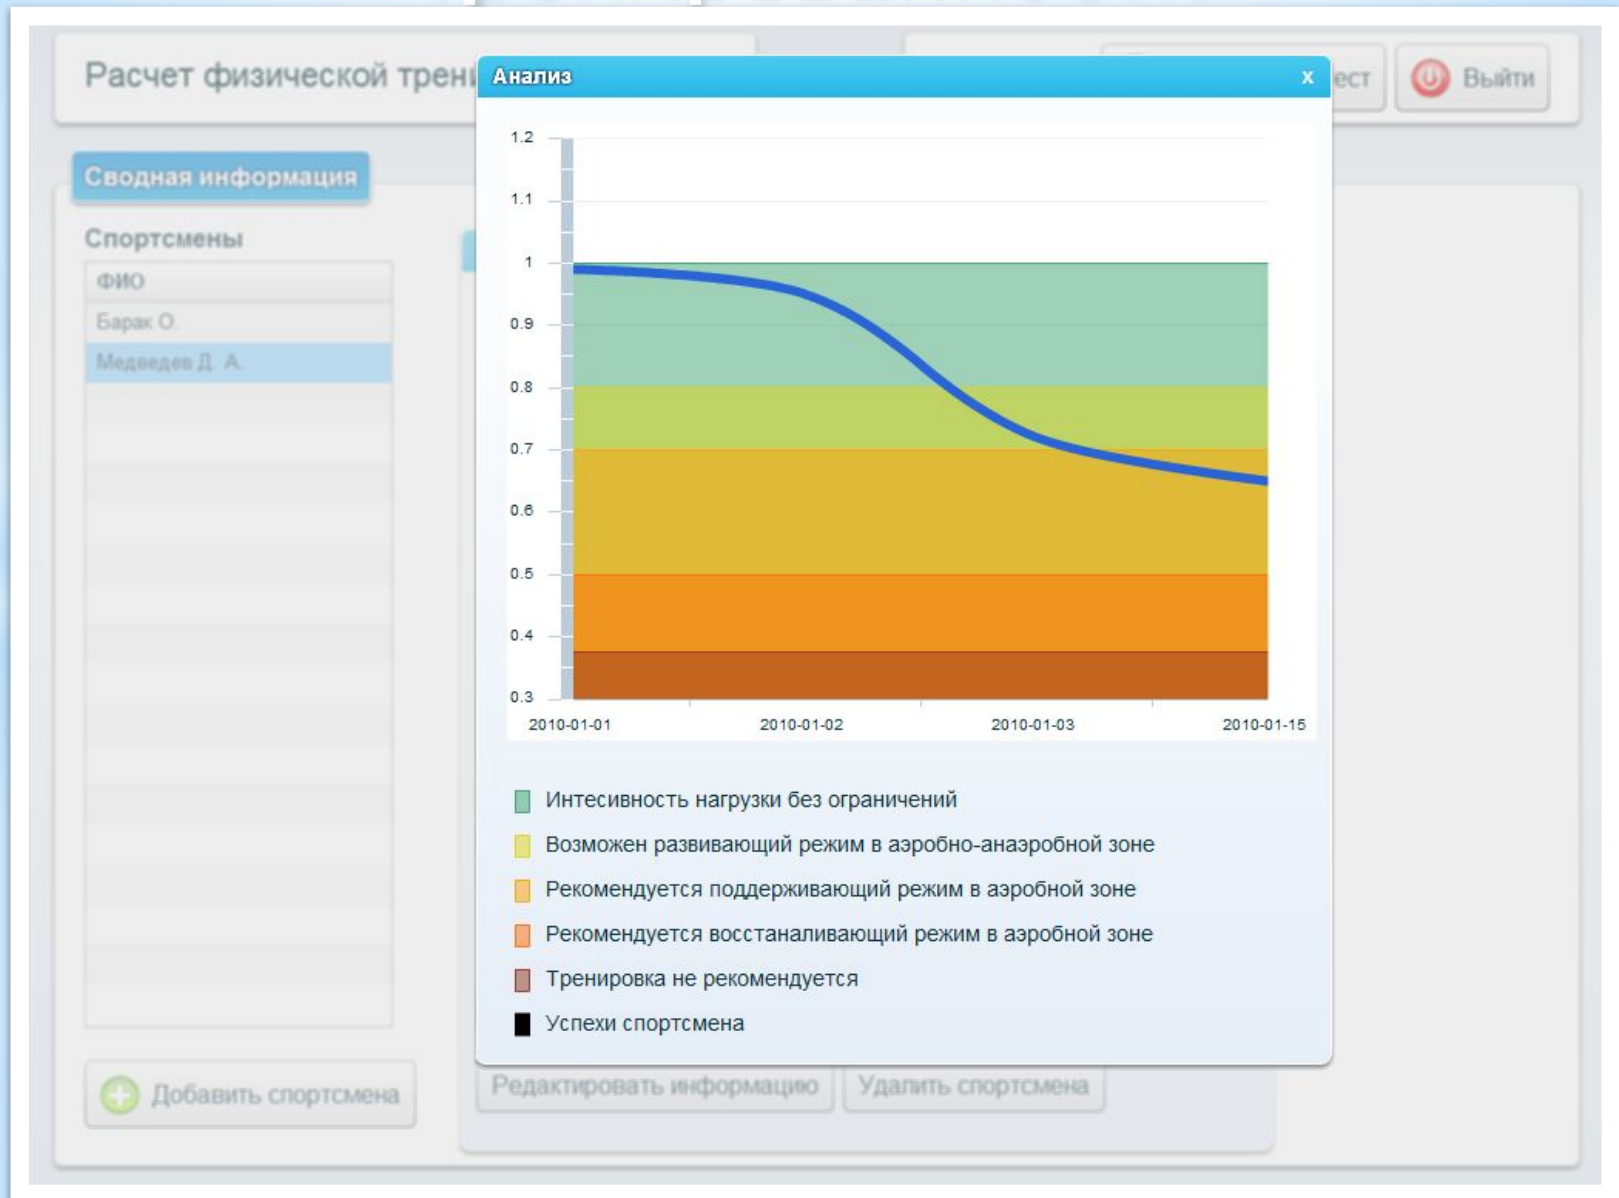 Расчет физической трени
ест
Выйти
Анализ
x
Сводная информация
Спортсмены
ФИО
Барак О.
Медведев Д. А.
1.2
1.1
1
0.9
0.8
0.7
0.6
0.5
0.4
0.3
2010-01-01
2010-01-02
2010-01-03
2010-01-15
Интесивность нагрузки без ограничений
Возможен развивающий режим в аэробно-анаэробной зоне
Рекомендуется поддерживающий режим в аэробной зоне
Рекомендуется восстаналивающий режим в аэробной зоне
Тренировка не рекомендуется
Успехи спортсмена
Добавить спортсмена
Редактировать информацию
Удалить спортсмена